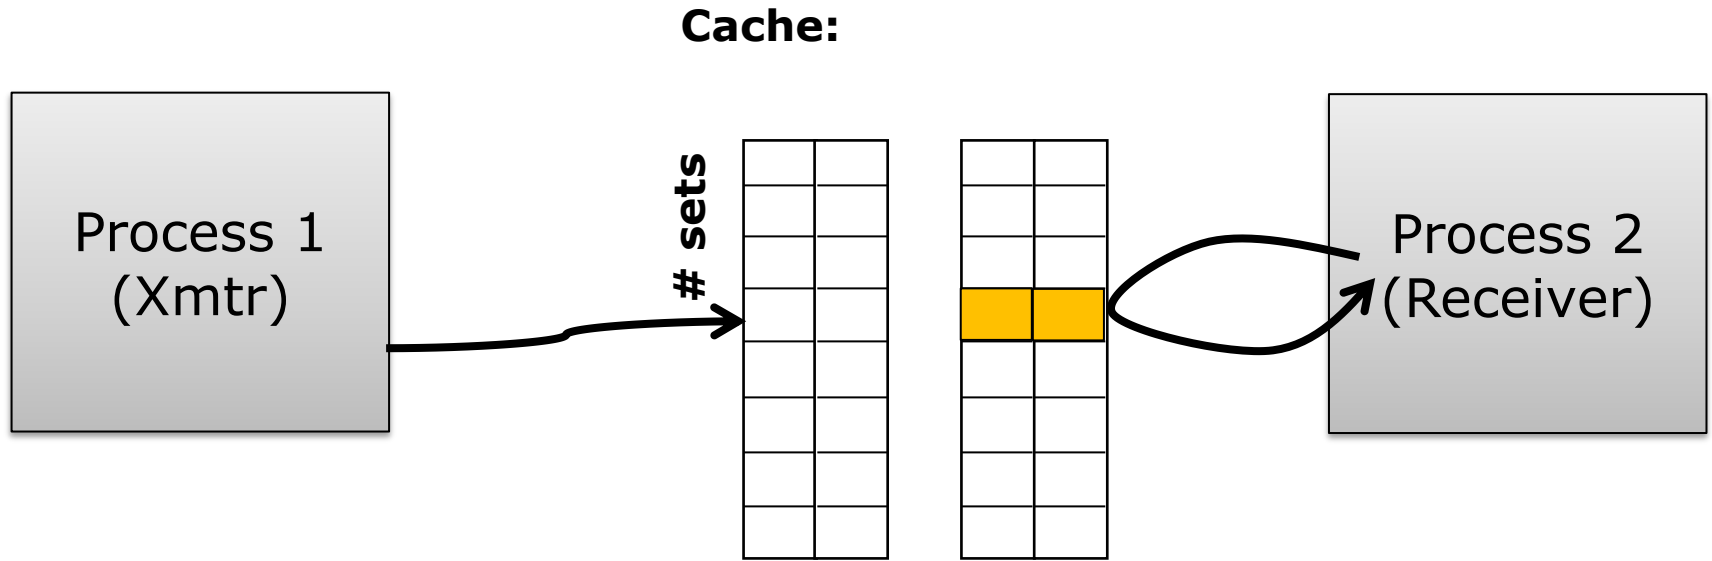 Cache:
Process 1
(Xmtr)
# sets
Process 2
(Receiver)